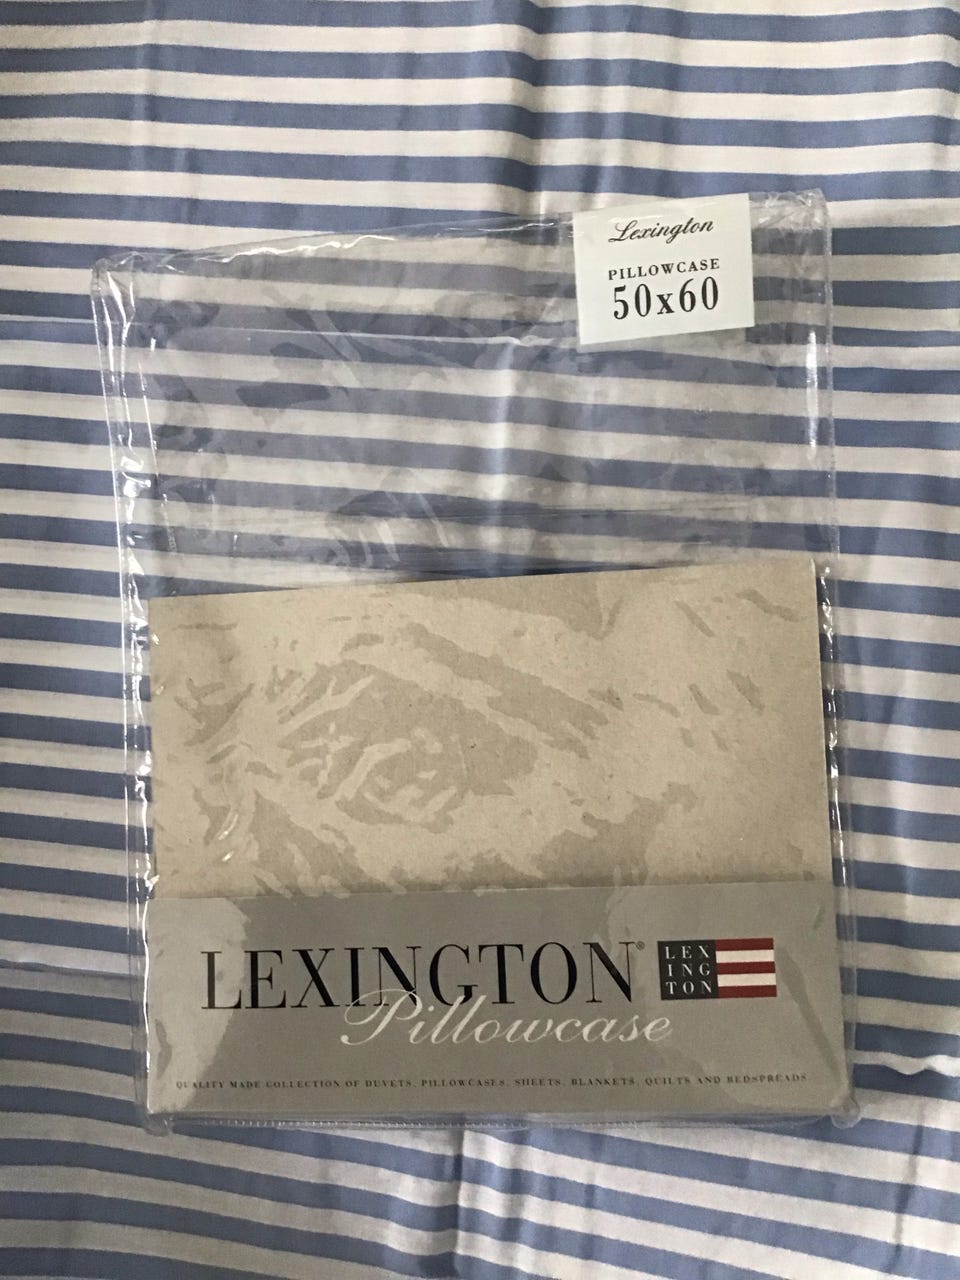 Lexington
PILLOWCASE
50x60
LEXINGTON®
LEX
ING
TON
Pillowcase
QUALITY MADE COLLECTION OF DUVETS, PILLOWCASES, SHEETS, BLANKETS, QUILTS AND BEDSPREADS